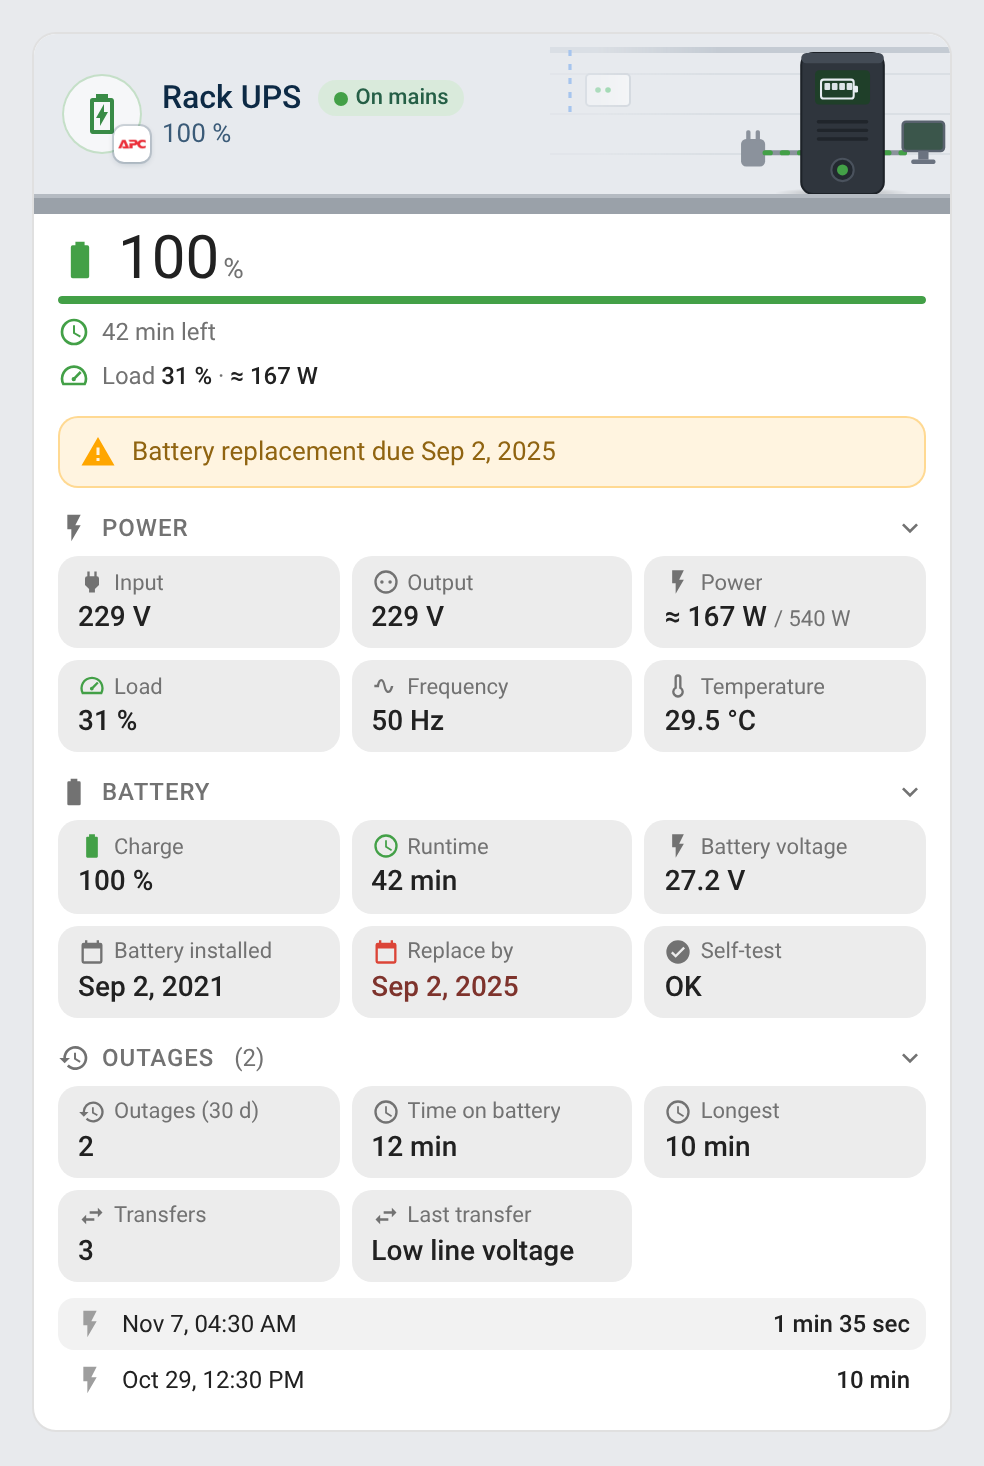 Rack UPS
On mains
100 %
APC
100 %
42 min left
Load 31 % · ≈ 167 W
Battery replacement due Sep 2, 2025
POWER
Input
229 V
Output
229 V
Power
≈ 167 W / 540 W
Load
31 %
Frequency
50 Hz
Temperature
29.5 °C
BATTERY
Charge
100 %
Runtime
42 min
Battery voltage
27.2 V
Battery installed
Sep 2, 2021
Replace by
Sep 2, 2025
Self-test
OK
OUTAGES (2)
Outages (30 d)
2
Time on battery
12 min
Longest
10 min
Transfers
3
Last transfer
Low line voltage
Nov 7, 04:30 AM 1 min 35 sec
Oct 29, 12:30 PM 10 min